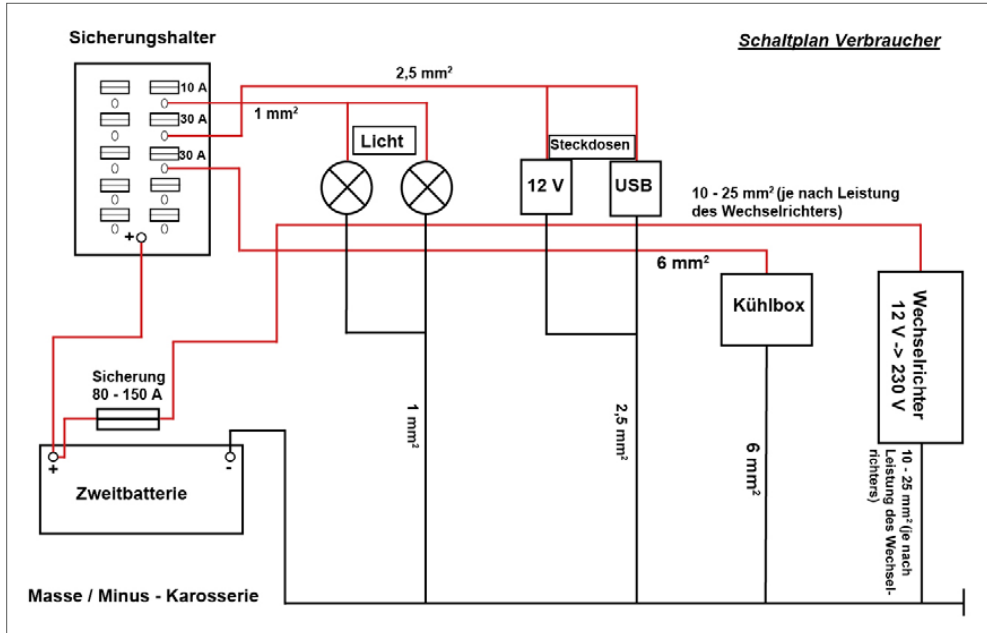 Sicherungshalter
Schaltplan Verbraucher
10 A
30 A
30 A
+
2,5 mm²
1 mm²
Licht
Steckdosen
12 V
USB
10 - 25 mm² (je nach Leistung
des Wechselrichters)
6 mm²
Kühlbox
Wechselrichter
12 V -> 230 V
Sicherung
80 - 150 A
+
-
Zweitbatterie
1 mm²
2,5 mm²
6 mm²
10 - 25 mm² (je nach
Leistung des Wechsel-
richters)
Masse / Minus - Karosserie